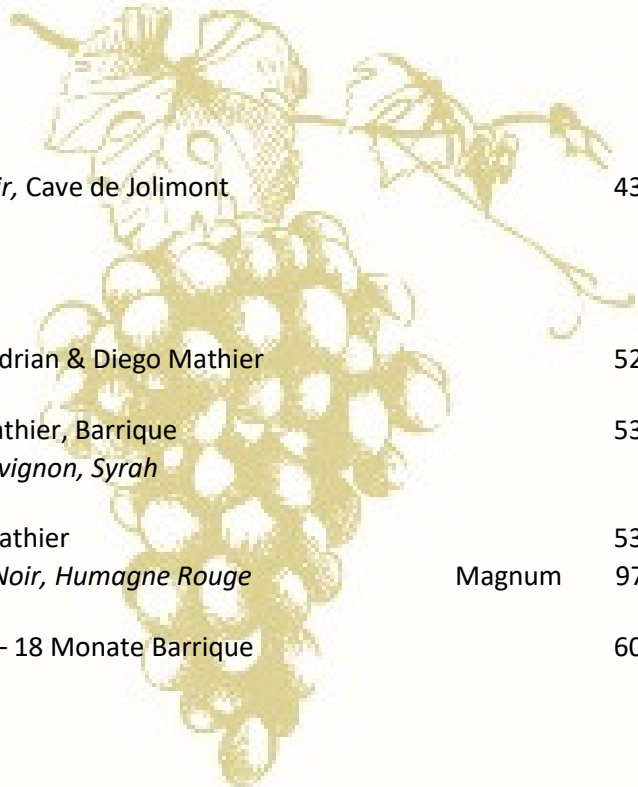 ir, Cave de Jolimont 43
drian & Diego Mathier 52
athier, Barrique 53
vignon, Syrah
athier 53
Noir, Humagne Rouge Magnum 97
– 18 Monate Barrique 60